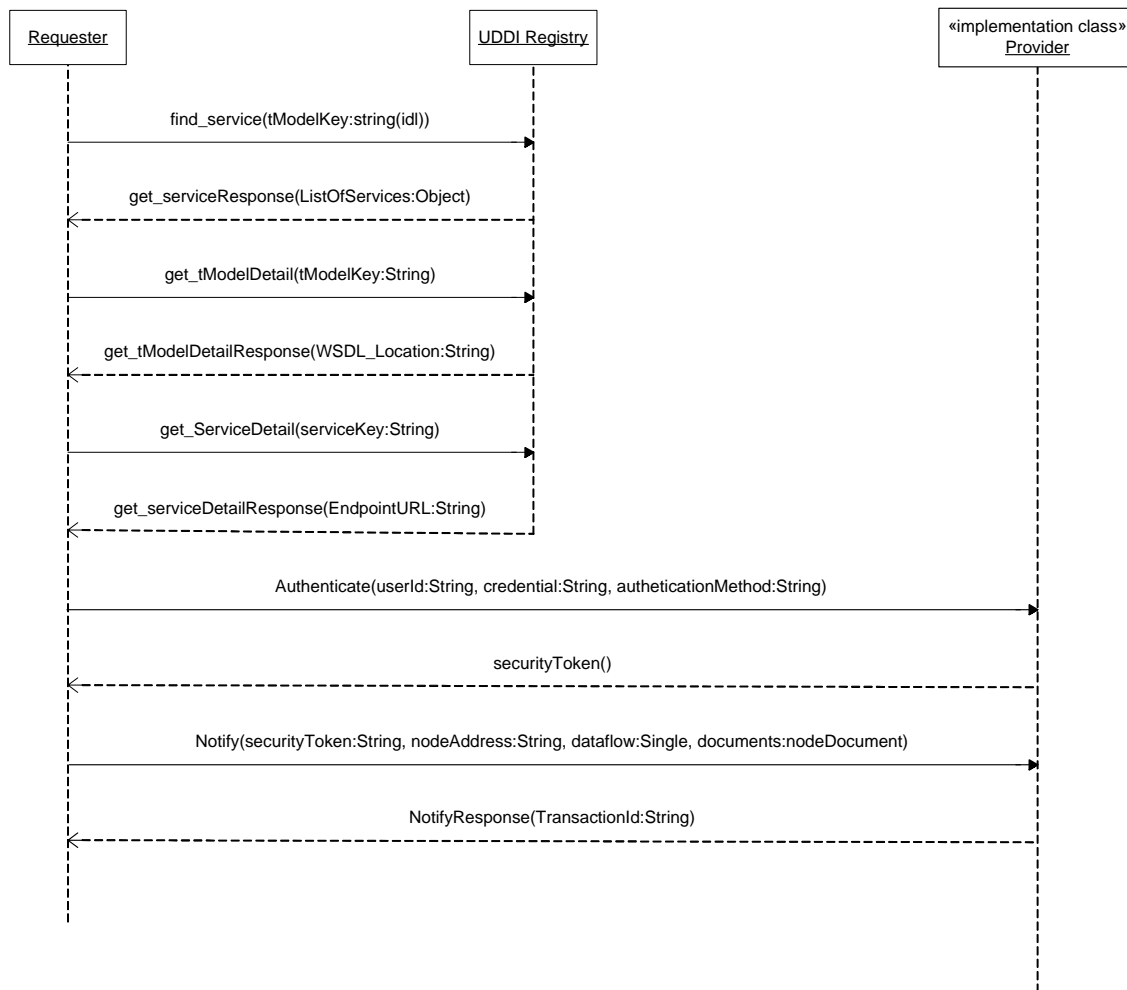 Requester
UDDI Registry
«implementation class»
Provider
find_service(tModelKey:string(idl))
get_serviceResponse(ListOfServices:Object)
get_tModelDetail(tModelKey:String)
get_tModelDetailResponse(WSDL_Location:String)
get_ServiceDetail(serviceKey:String)
get_serviceDetailResponse(EndpointURL:String)
Authenticate(userId:String, credential:String, autheticationMethod:String)
securityToken()
Notify(securityToken:String, nodeAddress:String, dataflow:Single, documents:nodeDocument)
NotifyResponse(TransactionId:String)